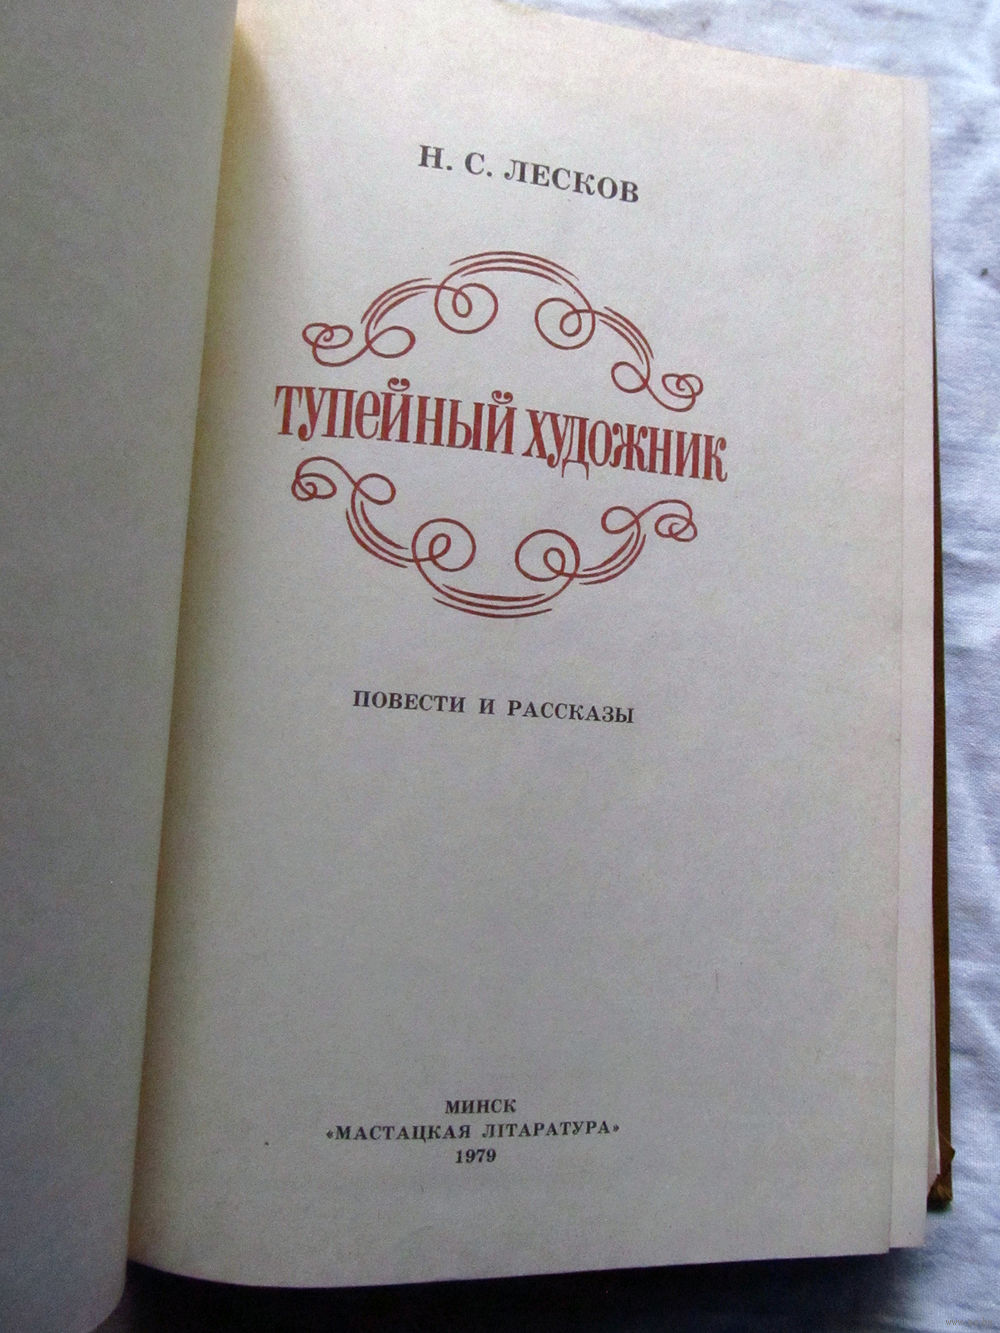 Н. С. ЛЕСКОВ
ТУПЕЙНЫЙ ХУДОЖНИК
ПОВЕСТИ И РАССКАЗЫ
МИНСК
«МАСТАЦКАЯ ЛІТАРАТУРА»
1979